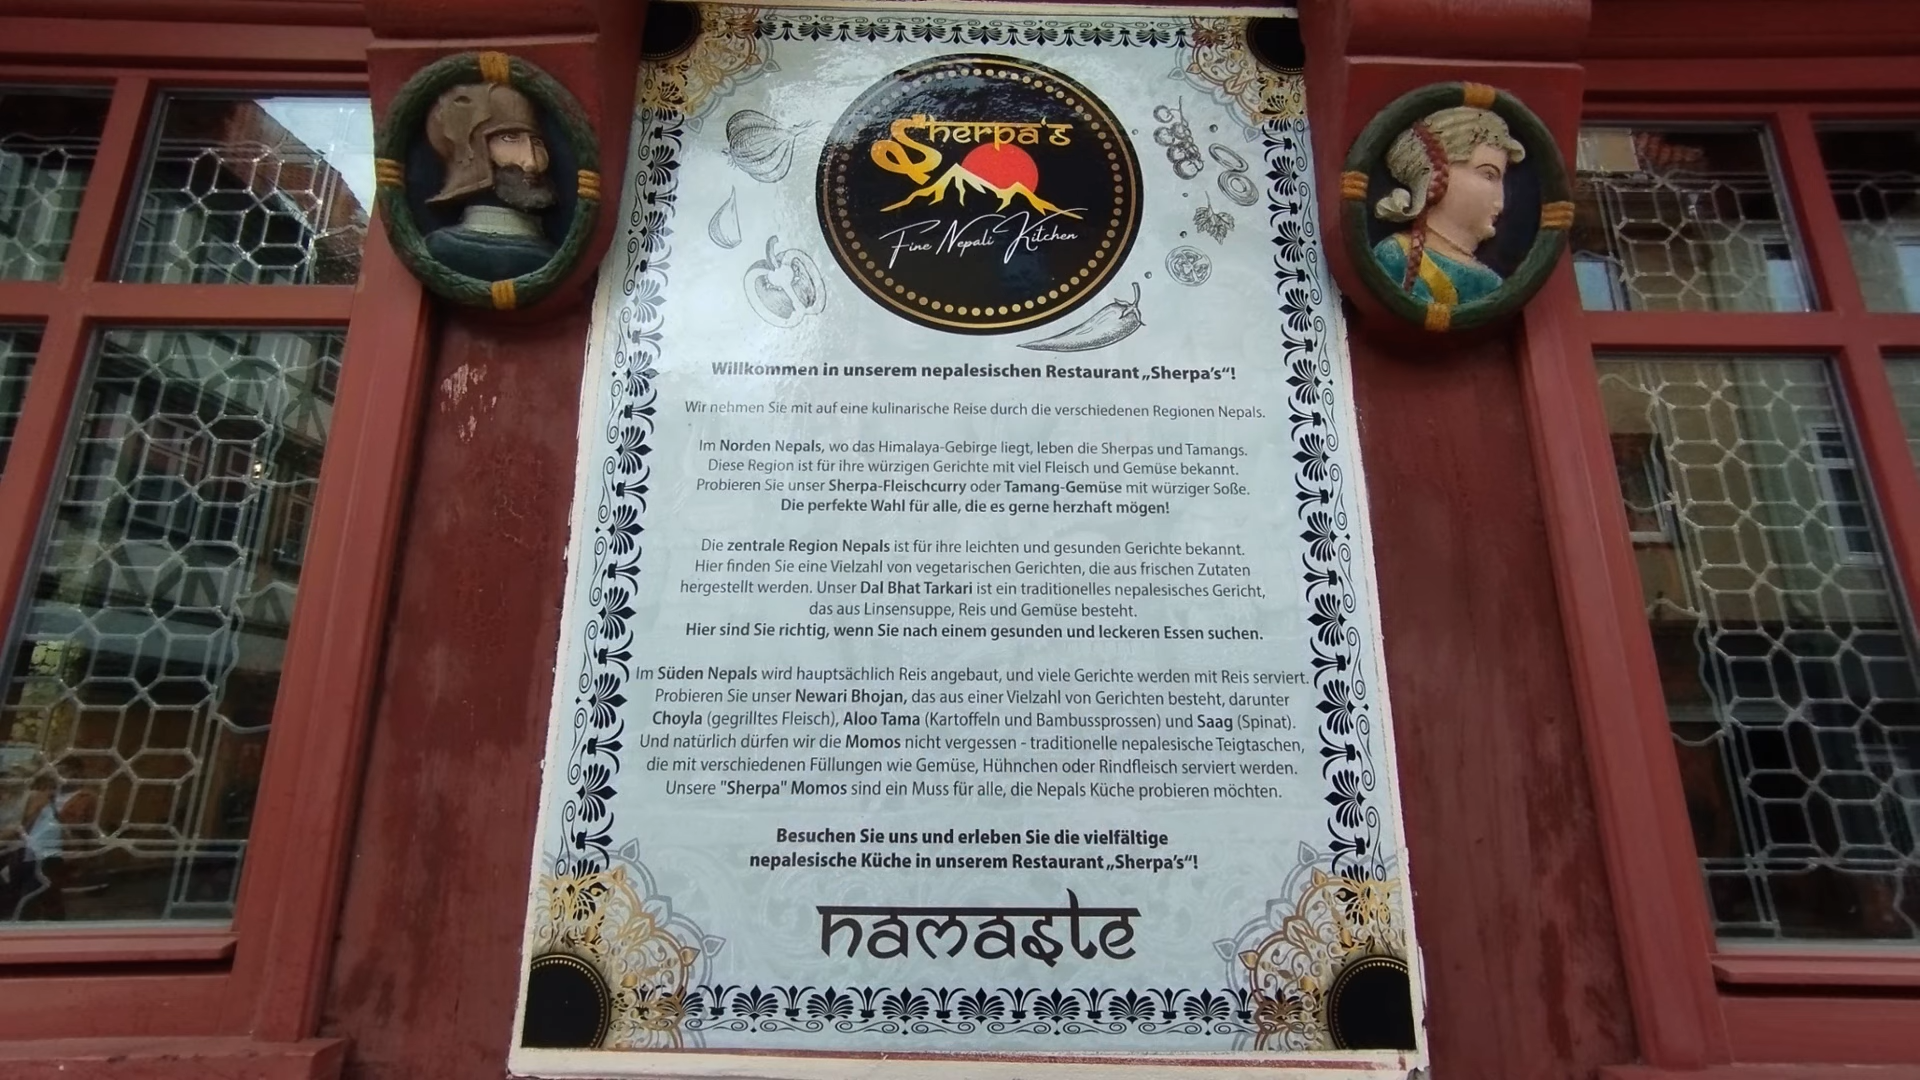 Sherpa's
Fine Nepali Kitchen
Willkommen in unserem nepalesischen Restaurant „Sherpa's“!
Wir nehmen Sie mit auf eine kulinarische Reise durch die verschiedenen Regionen Nepals.
Im Norden Nepals, wo das Himalaya-Gebirge liegt, leben die Sherpas und Tamangs.
Diese Region ist für ihre würzigen Gerichte mit viel Fleisch und Gemüse bekannt.
Probieren Sie unser Sherpa-Fleischcurry oder Tamang-Gemüse mit würziger Soße.
Die perfekte Wahl für alle, die es gerne herzhaft mögen!
Die zentrale Region Nepals ist für ihre leichten und gesunden Gerichte bekannt.
Hier finden Sie eine Vielzahl von vegetarischen Gerichten, die aus frischen Zutaten
hergestellt werden. Unser Dal Bhat Tarkari ist ein traditionelles nepalesisches Gericht,
das aus Linsensuppe, Reis und Gemüse besteht.
Hier sind Sie richtig, wenn Sie nach einem gesunden und leckeren Essen suchen.
Im Süden Nepals wird hauptsächlich Reis angebaut, und viele Gerichte werden mit Reis serviert.
Probieren Sie unser Newari Bhojan, das aus einer Vielzahl von Gerichten besteht, darunter
Choyla (gegrilltes Fleisch), Aloo Tama (Kartoffeln und Bambussprossen) und Saag (Spinat).
Und natürlich dürfen wir die Momos nicht vergessen - traditionelle nepalesische Teigtaschen,
die mit verschiedenen Füllungen wie Gemüse, Hühnchen oder Rindfleisch serviert werden.
Unsere "Sherpa" Momos sind ein Muss für alle, die Nepals Küche probieren möchten.
Besuchen Sie uns und erleben Sie die vielfältige
nepalesische Küche in unserem Restaurant „Sherpa's“!
namaste